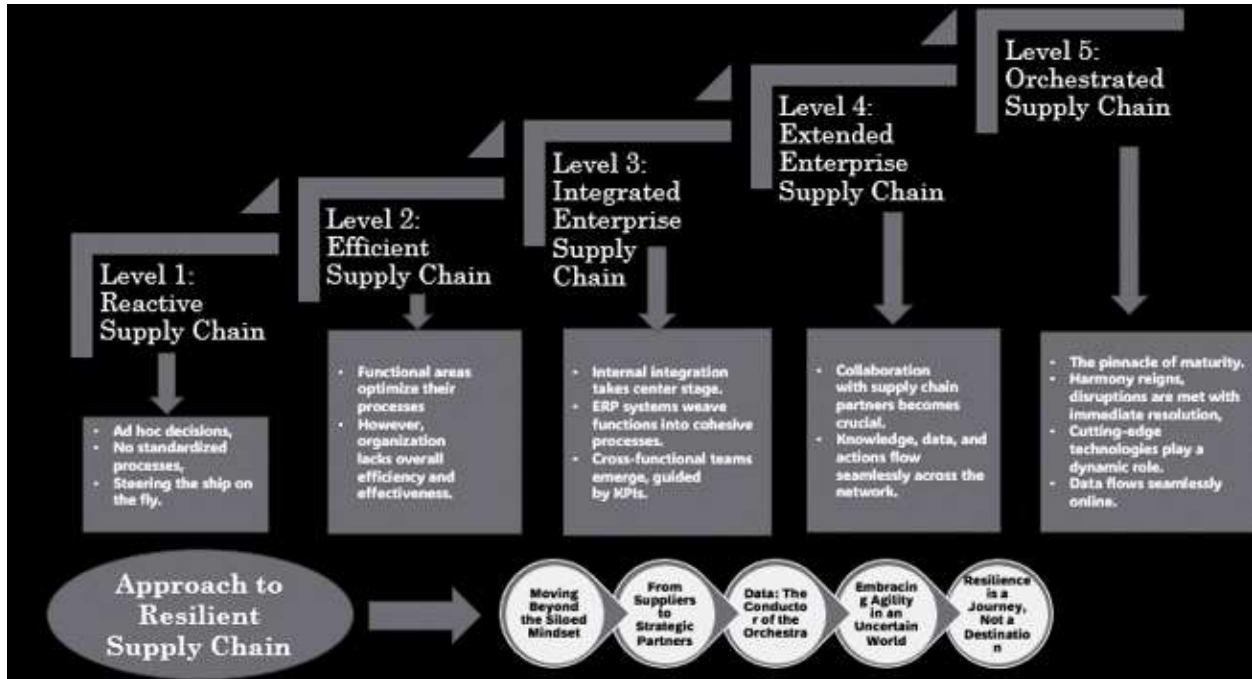 Level 1:
Reactive
Supply Chain
Level 2:
Efficient
Supply Chain
Level 3:
Integrated
Enterprise
Supply
Chain
Level 4:
Extended
Enterprise
Supply Chain
Level 5:
Orchestrated
Supply Chain
• Ad hoc decisions,
• No standardized
processes,
• Steering the ship on
the fly.
• Functional areas
optimize their
processes
• However,
organization
lacks overall
efficiency and
effectiveness.
• Internal integration
takes center stage.
• ERP systems weave
functions into cohesive
processes.
• Cross-functional teams
emerge, guided
by KPIs.
• Collaboration
with supply chain
partners becomes
crucial.
• Knowledge, data, and
actions flow
seamlessly across the
network.
• The pinnacle of maturity.
• Harmony reigns,
disruptions are met with
immediate resolution,
• Cutting-edge
technologies play a
dynamic role.
• Data flows seamlessly
online.
Approach to
Resilient
Supply Chain
Moving
Beyond
the Siloed
Mindset
From
Suppliers
to
Strategic
Partners
Data: The
Conducto
r of the
Orchestra
Embracin
g Agility
in an
Uncertain
World
Resilience
is a
Journey,
Not a
Destinatio
n